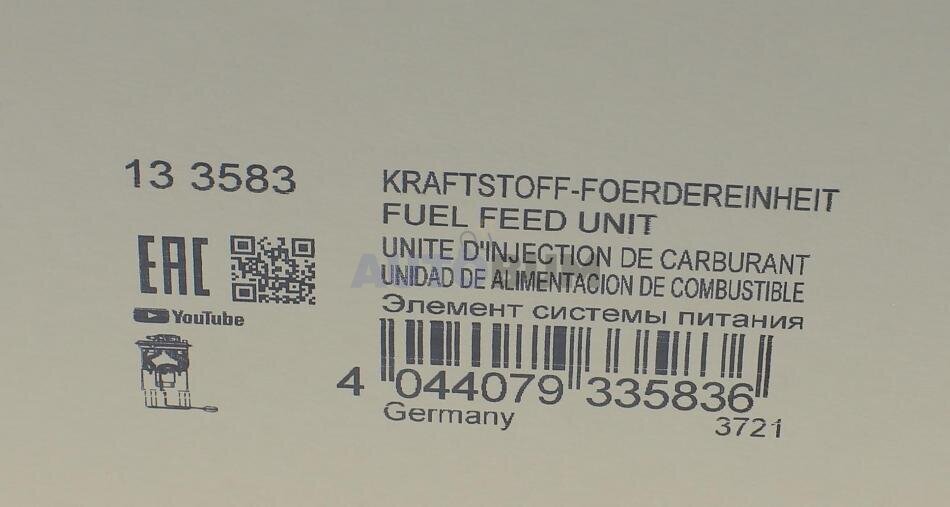 13 3583
KRAFTSTOFF-FOERDEREINHEIT
FUEL FEED UNIT
UNITE D'INJECTION DE CARBURANT
UNIDAD DE ALIMENTACION DE COMBUSTIBLE
Элемент системы питания
EAC
YouTube
4 044079 335836
Germany
3721